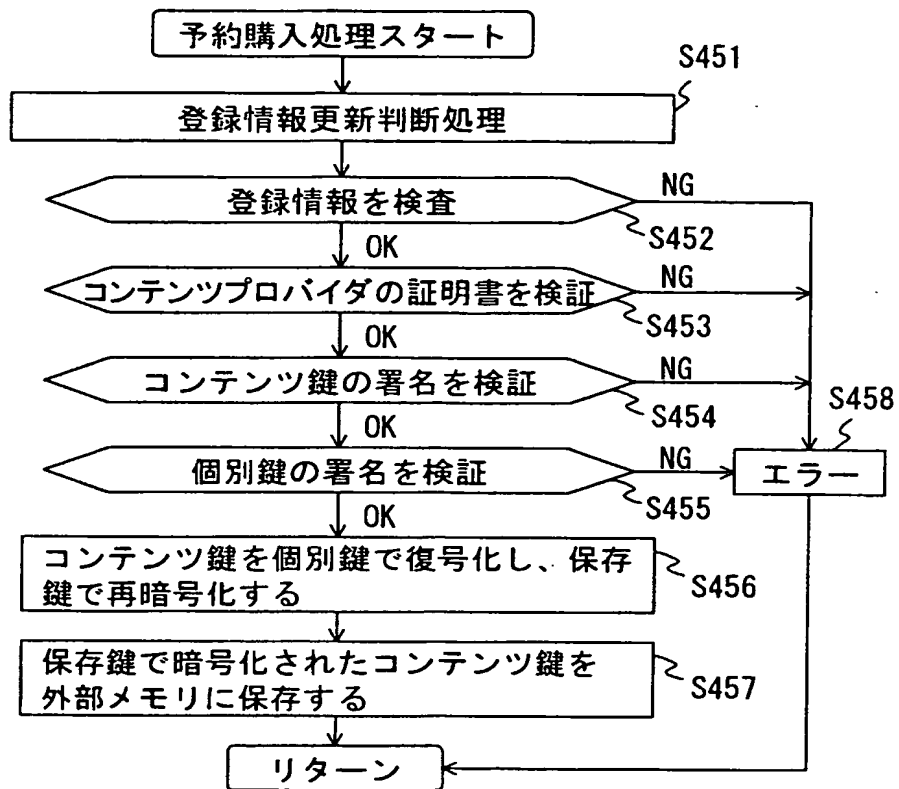 予約購入処理スタート
S451
登録情報更新判断処理
登録情報を検査
NG
S452
OK
コンテンツプロバイダの証明書を検証
NG
S453
OK
コンテンツ鍵の署名を検証
NG
S454
OK
S458
個別鍵の署名を検証
NG
エラー
S455
OK
コンテンツ鍵を個別鍵で復号化し、保存
鍵で再暗号化する
S456
保存鍵で暗号化されたコンテンツ鍵を
外部メモリに保存する
S457
リターン